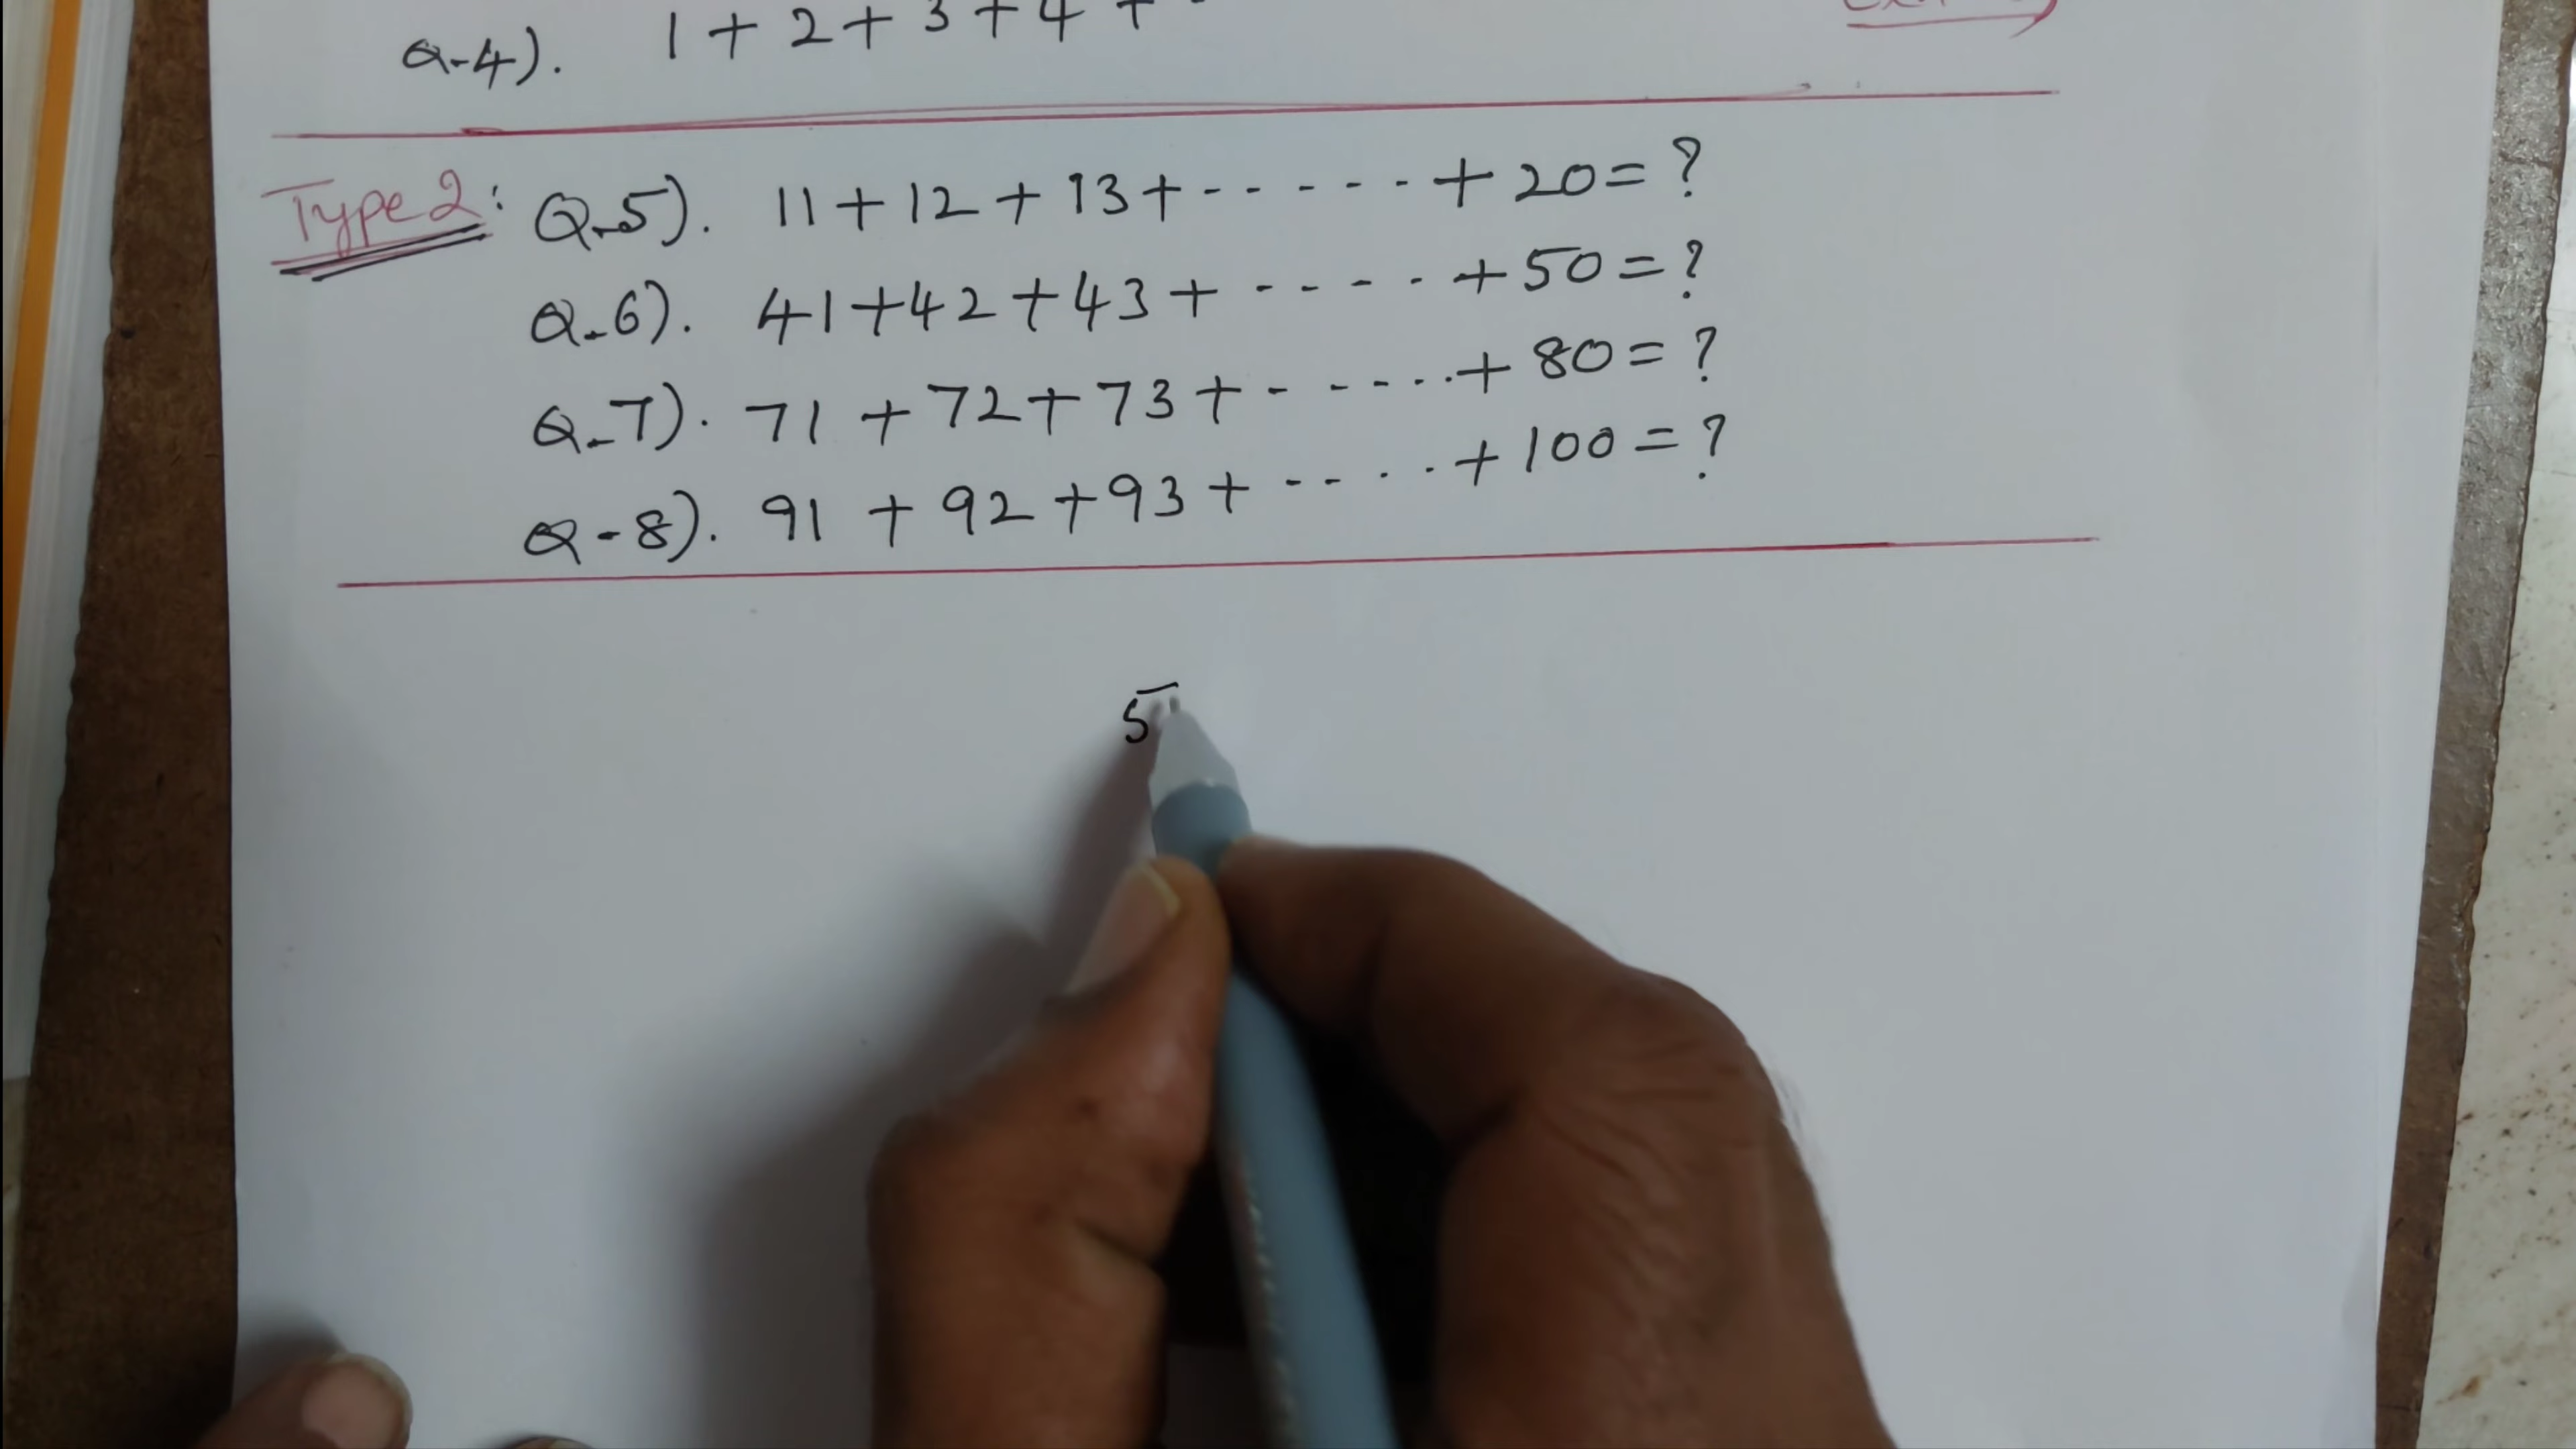 Q-4). 1 + 2 + 3 + 4 +
Type 2: Q-5). 11 + 12 + 13 + - - - - - - + 20 = ?
Q-6). 41 + 42 + 43 + - - - - + 50 = ?
Q-7). 71 + 72 + 73 + - - - - . . + 80 = ?
Q-8). 91 + 92 + 93 + - - . . . + 100 = ?
5